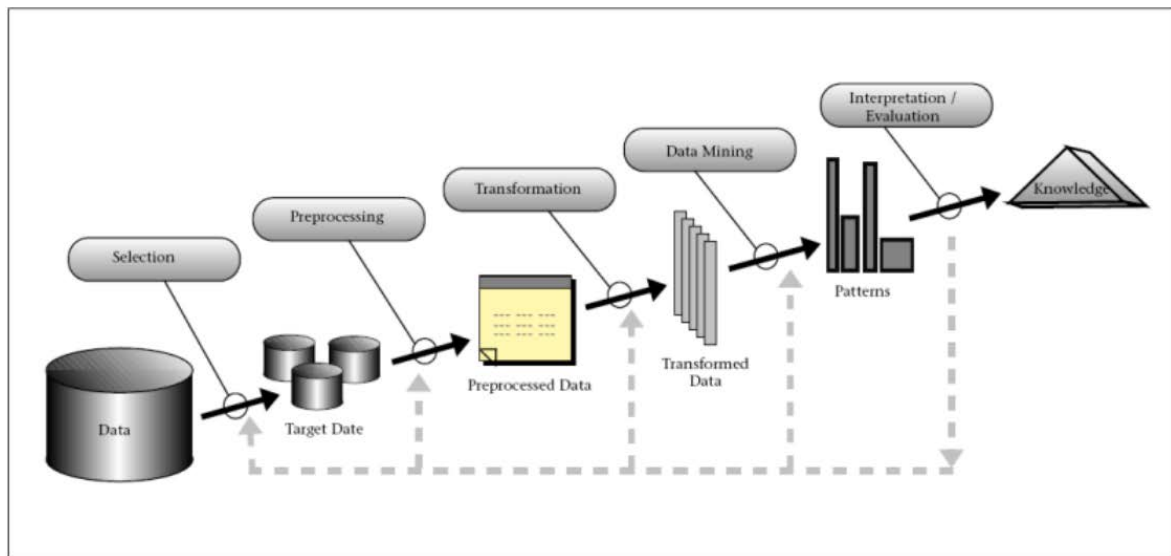 Interpretation /
Evaluation
Data Mining
Knowledge
Transformation
Preprocessing
Selection
Patterns
Transformed
Data
Preprocessed Data
Target Date
Data